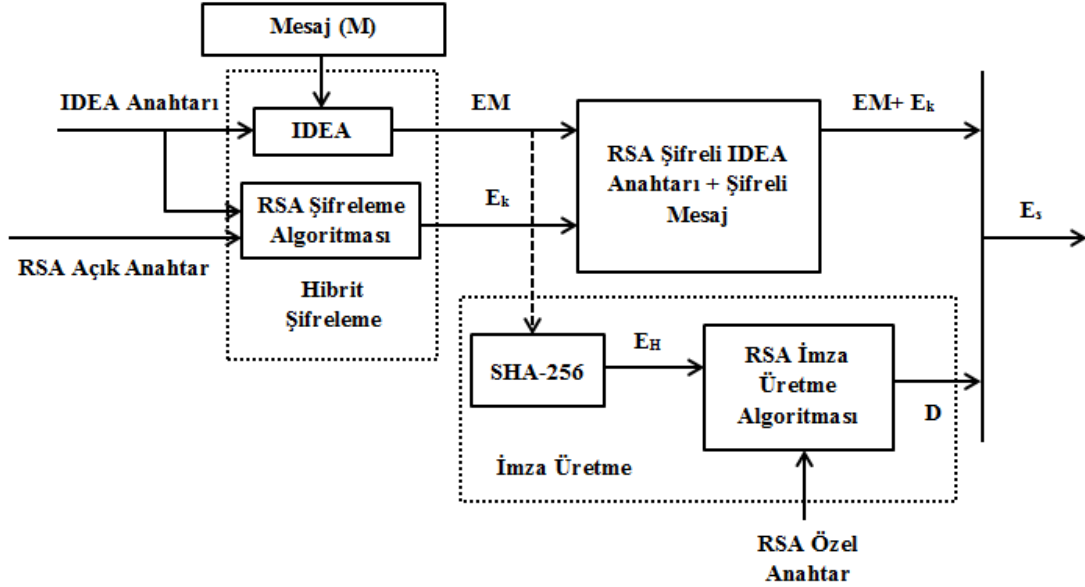 Mesaj (M)
IDEA Anahtarı
EM
EM+ Ek
IDEA
RSA Şifreli IDEA
Anahtarı + Şifreli
Mesaj
RSA Şifreleme
Algoritması
Ek
Es
RSA Açık Anahtar
Hibrit
Şifreleme
SHA-256
EH
RSA İmza
Üretme
Algoritması
D
İmza Üretme
RSA Özel
Anahtar